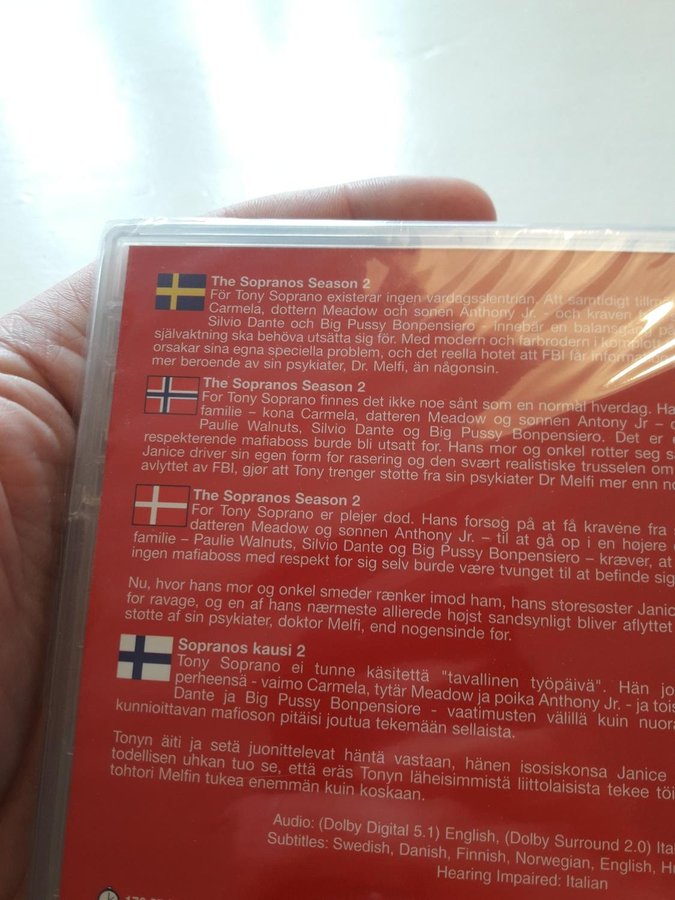 The Sopranos Season 2
För Tony Soprano existerar ingen vardagsslentrian. Att samtidigt
Carmela, dottern Meadow och sonen Anthony Jr. - och kraven
Silvio Dante och Big Pussy Bonpensiero - innebär en balansgång
självaktning ska behöva utsätta sig för. Med modern och farbrodern i komplott
orsakar sina egna speciella problem, och det reella hotet att FBI får
mer beroende av sin psykiater, Dr. Melfi, än någonsin.
The Sopranos Season 2
For Tony Soprano finnes det ikke noe sånt som en normal hverdag.
familie – kona Carmela, datteren Meadow og sønnen Antony Jr –
Paulie Walnuts, Silvio Dante og Big Pussy Bonpensiero. Det er
respekterende mafiaboss burde bli utsatt for. Hans mor og onkel rotter seg
Janice driver sin egen form for rasering og den svært realistiske trusselen om
avlyttet av FBI, gjør at Tony trenger støtte fra sin psykiater Dr Melfi mer enn
The Sopranos Season 2
For Tony Soprano er plejer død. Hans forsøg på at få kravene fra
datteren Meadow og sønnen Anthony Jr. – til at gå op i en højere
familie – Paulie Walnuts, Silvio Dante og Big Pussy Bonpensiero – kræver, at
ingen mafiaboss med respekt for sig selv burde være tvunget til at befinde sig
Nu, hvor hans mor og onkel smeder rænker imod ham, hans storesøster Janice
for ravage, og en af hans nærmeste allierede højst sandsynligt bliver aflyttet
støtte af sin psykiater, doktor Melfi, end nogensinde før.
Sopranos kausi 2
Tony Soprano ei tunne käsitettä "tavallinen työpäivä". Hän
perheensä - vaimo Carmela, tytär Meadow ja poika Anthony Jr. - ja
Dante ja Big Pussy Bonpensiore - vaatimusten välillä kuin
kunnioittavan mafioson pitäisi joutua tekemään sellaista.
Tonyn äiti ja setä juonittelevat häntä vastaan, hänen isosiskonsa Janice
todellisen uhkan tuo se, että eräs Tonyn läheisimmistä liittolaisista tekee
tohtori Melfin tukea enemmän kuin koskaan.
Audio: (Dolby Digital 5.1) English, (Dolby Surround 2.0)
Subtitles: Swedish, Danish, Finnish, Norwegian, English,
Hearing Impaired: Italian